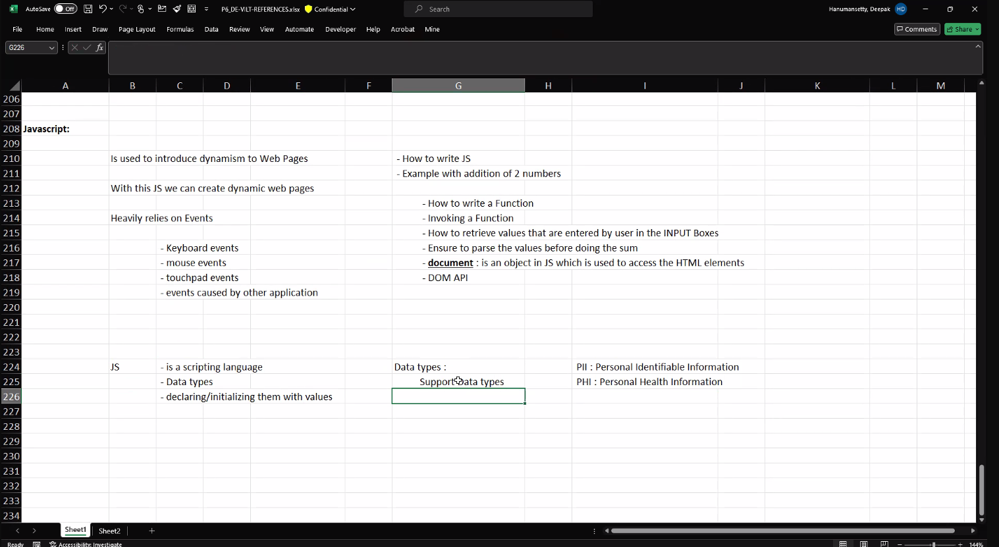 AutoSave Off P6_DE-VILT-REFERENCES.xlsx Confidential Search Hanumansetty, Deepak HD
File Home Insert Draw Page Layout Formulas Data Review View Automate Developer Help Acrobat Mine Comments Share
G226 fx
A B C D E F G H I J K L M
206
207
208 Javascript:
209
210 Is used to introduce dynamism to Web Pages - How to write JS
211 - Example with addition of 2 numbers
212 With this JS we can create dynamic web pages
213 - How to write a Function
214 Heavily relies on Events - Invoking a Function
215 - How to retrieve values that are entered by user in the INPUT Boxes
216 - Keyboard events - Ensure to parse the values before doing the sum
217 - mouse events - document : is an object in JS which is used to access the HTML elements
218 - touchpad events - DOM API
219 - events caused by other application
220
221
222
223
224 JS - is a scripting language Data types : PII : Personal Identifiable Information
225 - Data types Support Data types PHI : Personal Health Information
226 - declaring/initializing them with values
227
228
229
230
231
232
233
234
Sheet1 Sheet2
Ready Accessibility: Investigate 144%